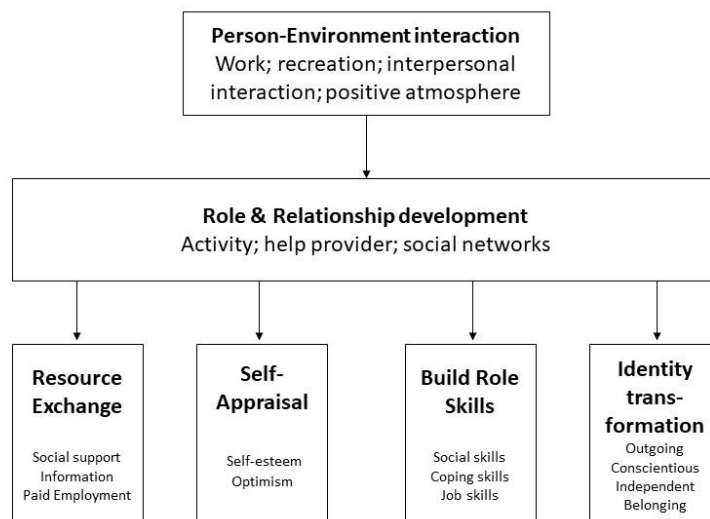 Person-Environment interaction
Work; recreation; interpersonal
interaction; positive atmosphere
Role & Relationship development
Activity; help provider; social networks
Resource
Exchange
Social support
Information
Paid Employment
Self-
Appraisal
Self-esteem
Optimism
Build Role
Skills
Social skills
Coping skills
Job skills
Identity
trans-
formation
Outgoing
Conscientious
Independent
Belonging